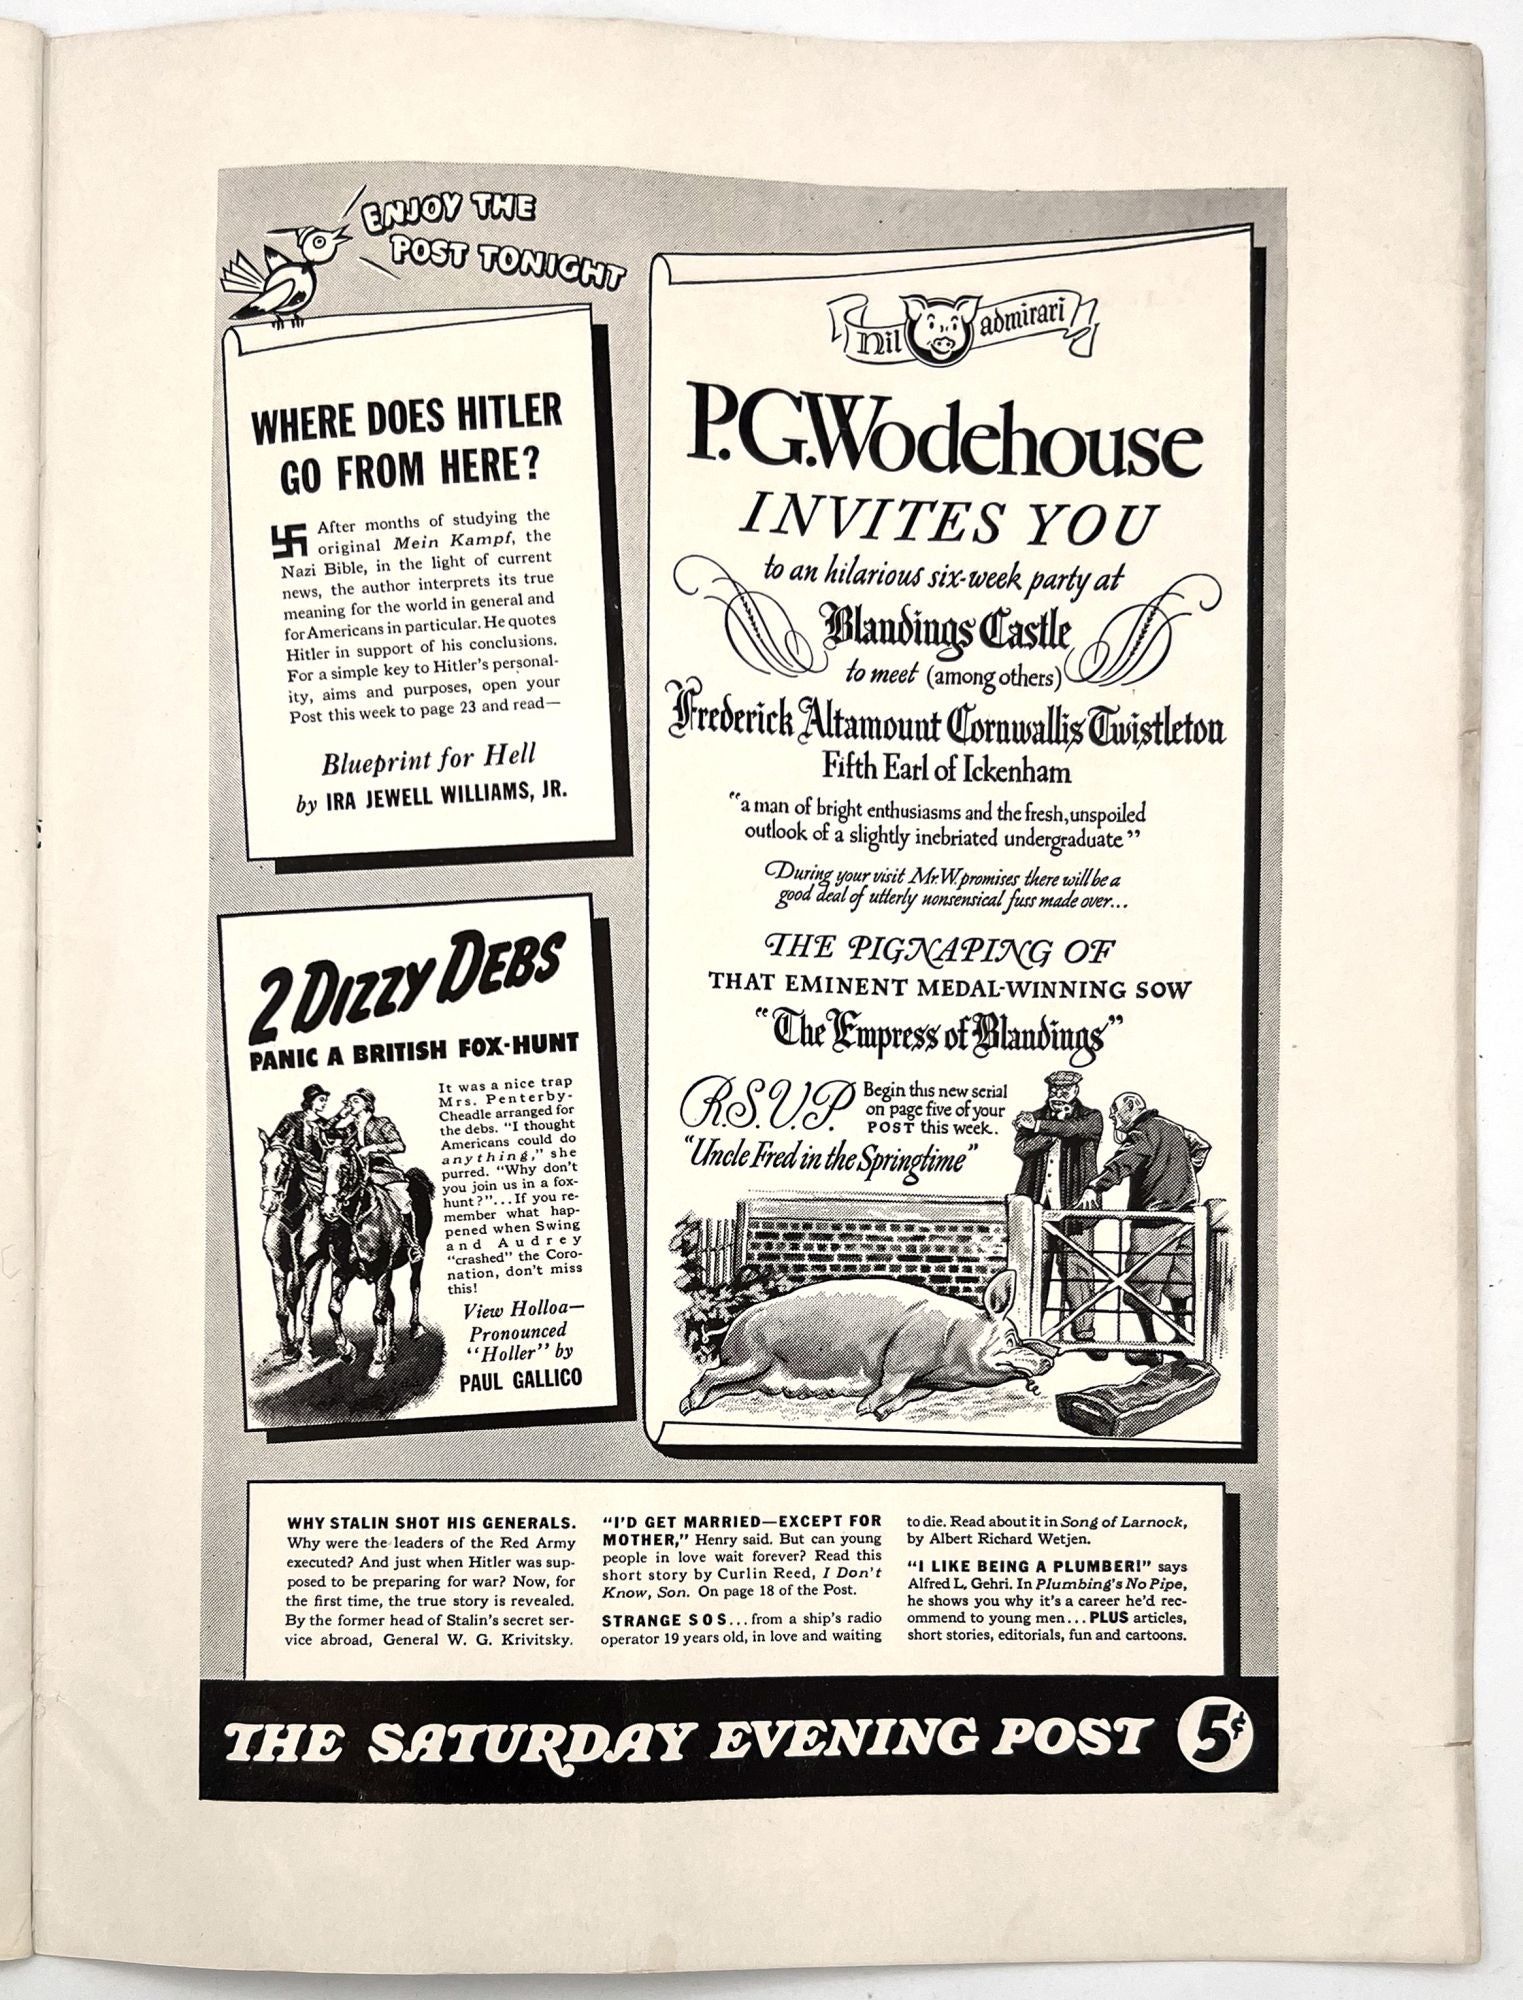 ENJOY THE
POST TONIGHT
WHERE DOES HITLER
GO FROM HERE?
After months of studying the
original Mein Kampf, the
Nazi Bible, in the light of current
news, the author interprets its true
meaning for the world in general and
for Americans in particular. He quotes
Hitler in support of his conclusions.
For a simple key to Hitler's personal-
ity, aims and purposes, open your
Post this week to page 23 and read—
Blueprint for Hell
by IRA JEWELL WILLIAMS, JR.
2 DIZZY DEBS
PANIC A BRITISH FOX-HUNT
It was a nice trap
Mrs. Penterby-
Cheadle arranged for
the debs. "I thought
Americans could do
anything," she
purred. "Why don't
you join us in a fox-
hunt?"...If you re-
member what hap-
pened when Swing
and Audrey
"crashed" the Coro-
nation, don't miss
this!
View Holloa—
Pronounced
"Holler" by
PAUL GALLICO
nil admirari
P.G.Wodehouse
INVITES YOU
to an hilarious six-week party at
Blandings Castle
to meet (among others)
Frederick Altamount Cornwallis Twistleton
Fifth Earl of Ickenham
"a man of bright enthusiasms and the fresh, unspoiled
outlook of a slightly inebriated undergraduate"
During your visit Mr. W. promises there will be a
good deal of utterly nonsensical fuss made over...
THE PIGNAPING OF
THAT EMINENT MEDAL-WINNING SOW
"The Empress of Blandings"
R.S.V.P. Begin this new serial
on page five of your
POST this week..
"Uncle Fred in the Springtime"
WHY STALIN SHOT HIS GENERALS.
Why were the leaders of the Red Army
executed? And just when Hitler was sup-
posed to be preparing for war? Now, for
the first time, the true story is revealed.
By the former head of Stalin's secret ser-
vice abroad, General W. G. Krivitsky.
"I'D GET MARRIED—EXCEPT FOR
MOTHER," Henry said. But can young
people in love wait forever? Read this
short story by Curlin Reed, I Don't
Know, Son. On page 18 of the Post.
STRANGE SOS...from a ship's radio
operator 19 years old, in love and waiting
to die. Read about it in Song of Larnock,
by Albert Richard Wetjen.
"I LIKE BEING A PLUMBER!" says
Alfred L. Gehri. In Plumbing's No Pipe,
he shows you why it's a career he'd rec-
ommend to young men...PLUS articles,
short stories, editorials, fun and cartoons.
THE SATURDAY EVENING POST 5¢